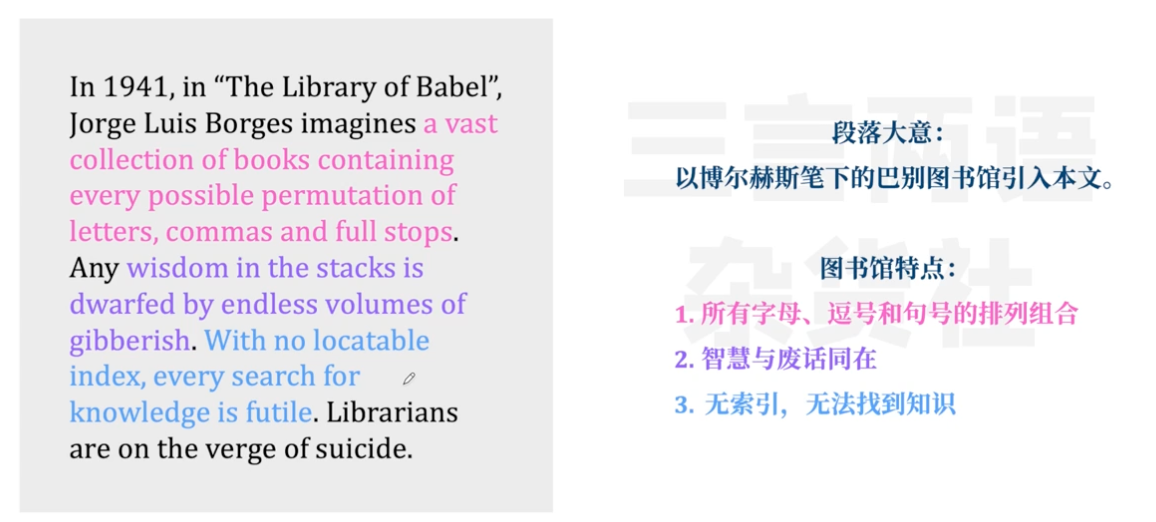 In 1941, in “The Library of Babel”,
Jorge Luis Borges imagines a vast
collection of books containing
every possible permutation of
letters, commas and full stops.
Any wisdom in the stacks is
dwarfed by endless volumes of
gibberish. With no locatable
index, every search for
knowledge is futile. Librarians
are on the verge of suicide.
三言两语
杂货社
段落大意：
以博尔赫斯笔下的巴别图书馆引入本文。
图书馆特点：
1. 所有字母、逗号和句号的排列组合
2. 智慧与废话同在
3. 无索引，无法找到知识